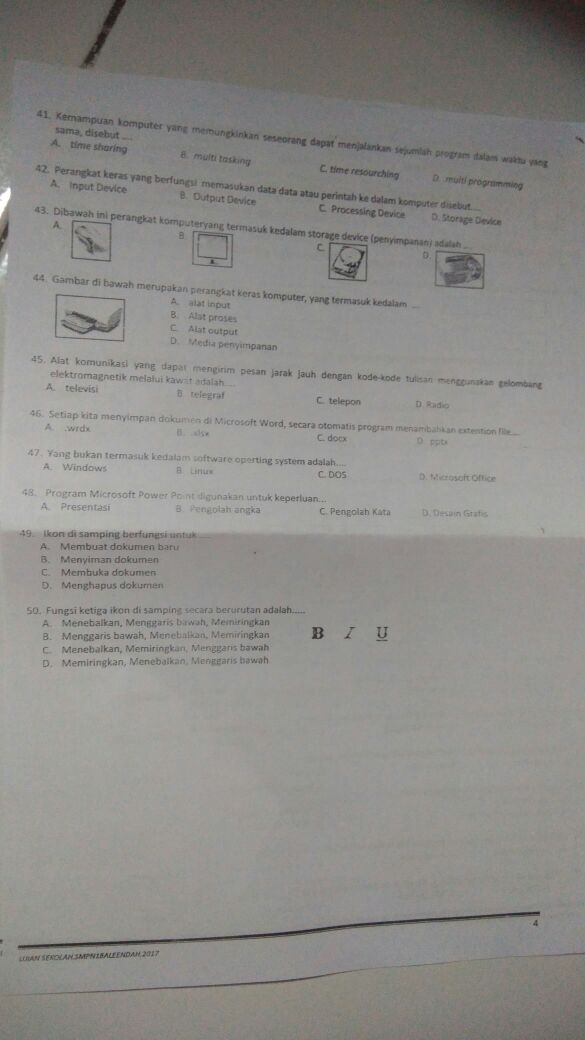 41. Kemampuan komputer yang memungkinkan seseorang dapat menjalankan sejumlah program dalam waktu yang
sama, disebut ....
A. time sharing B. multi tasking C. time resourching D. multi programming
42. Perangkat keras yang berfungsi memasukan data data atau perintah ke dalam komputer disebut....
A. Input Device B. Output Device C. Processing Device D. Storage Device
43. Dibawah ini perangkat komputeryang termasuk kedalam storage device (penyimpanan) adalah ...
A. B. C. D.
44. Gambar di bawah merupakan perangkat keras komputer, yang termasuk kedalam ....
A. alat input
B. Alat proses
C. Alat output
D. Media penyimpanan
45. Alat komunikasi yang dapat mengirim pesan jarak jauh dengan kode-kode tulisan menggunakan gelombang
elektromagnetik melalui kawat adalah....
A. televisi B. telegraf C. telepon D. Radio
46. Setiap kita menyimpan dokumen di Microsoft Word, secara otomatis program menambahkan extention file....
A. .wrdx B. .xlsx C. docx D. pptx
47. Yang bukan termasuk kedalam software operting system adalah....
A. Windows B. Linux C. DOS D. Microsoft Office
48. Program Microsoft Power Point digunakan untuk keperluan...
A. Presentasi B. Pengolah angka C. Pengolah Kata D. Desain Grafis
49. Ikon di samping berfungsi untuk ....
A. Membuat dokumen baru
B. Menyiman dokumen
C. Membuka dokumen
D. Menghapus dokumen
50. Fungsi ketiga ikon di samping secara berurutan adalah.....
A. Menebalkan, Menggaris bawah, Memiringkan
B. Menggaris bawah, Menebalkan, Memiringkan
C. Menebalkan, Memiringkan, Menggaris bawah
D. Memiringkan, Menebalkan, Menggaris bawah
B I U
4
UJIAN SEKOLAH,SMPN1BALEENDAH,2017